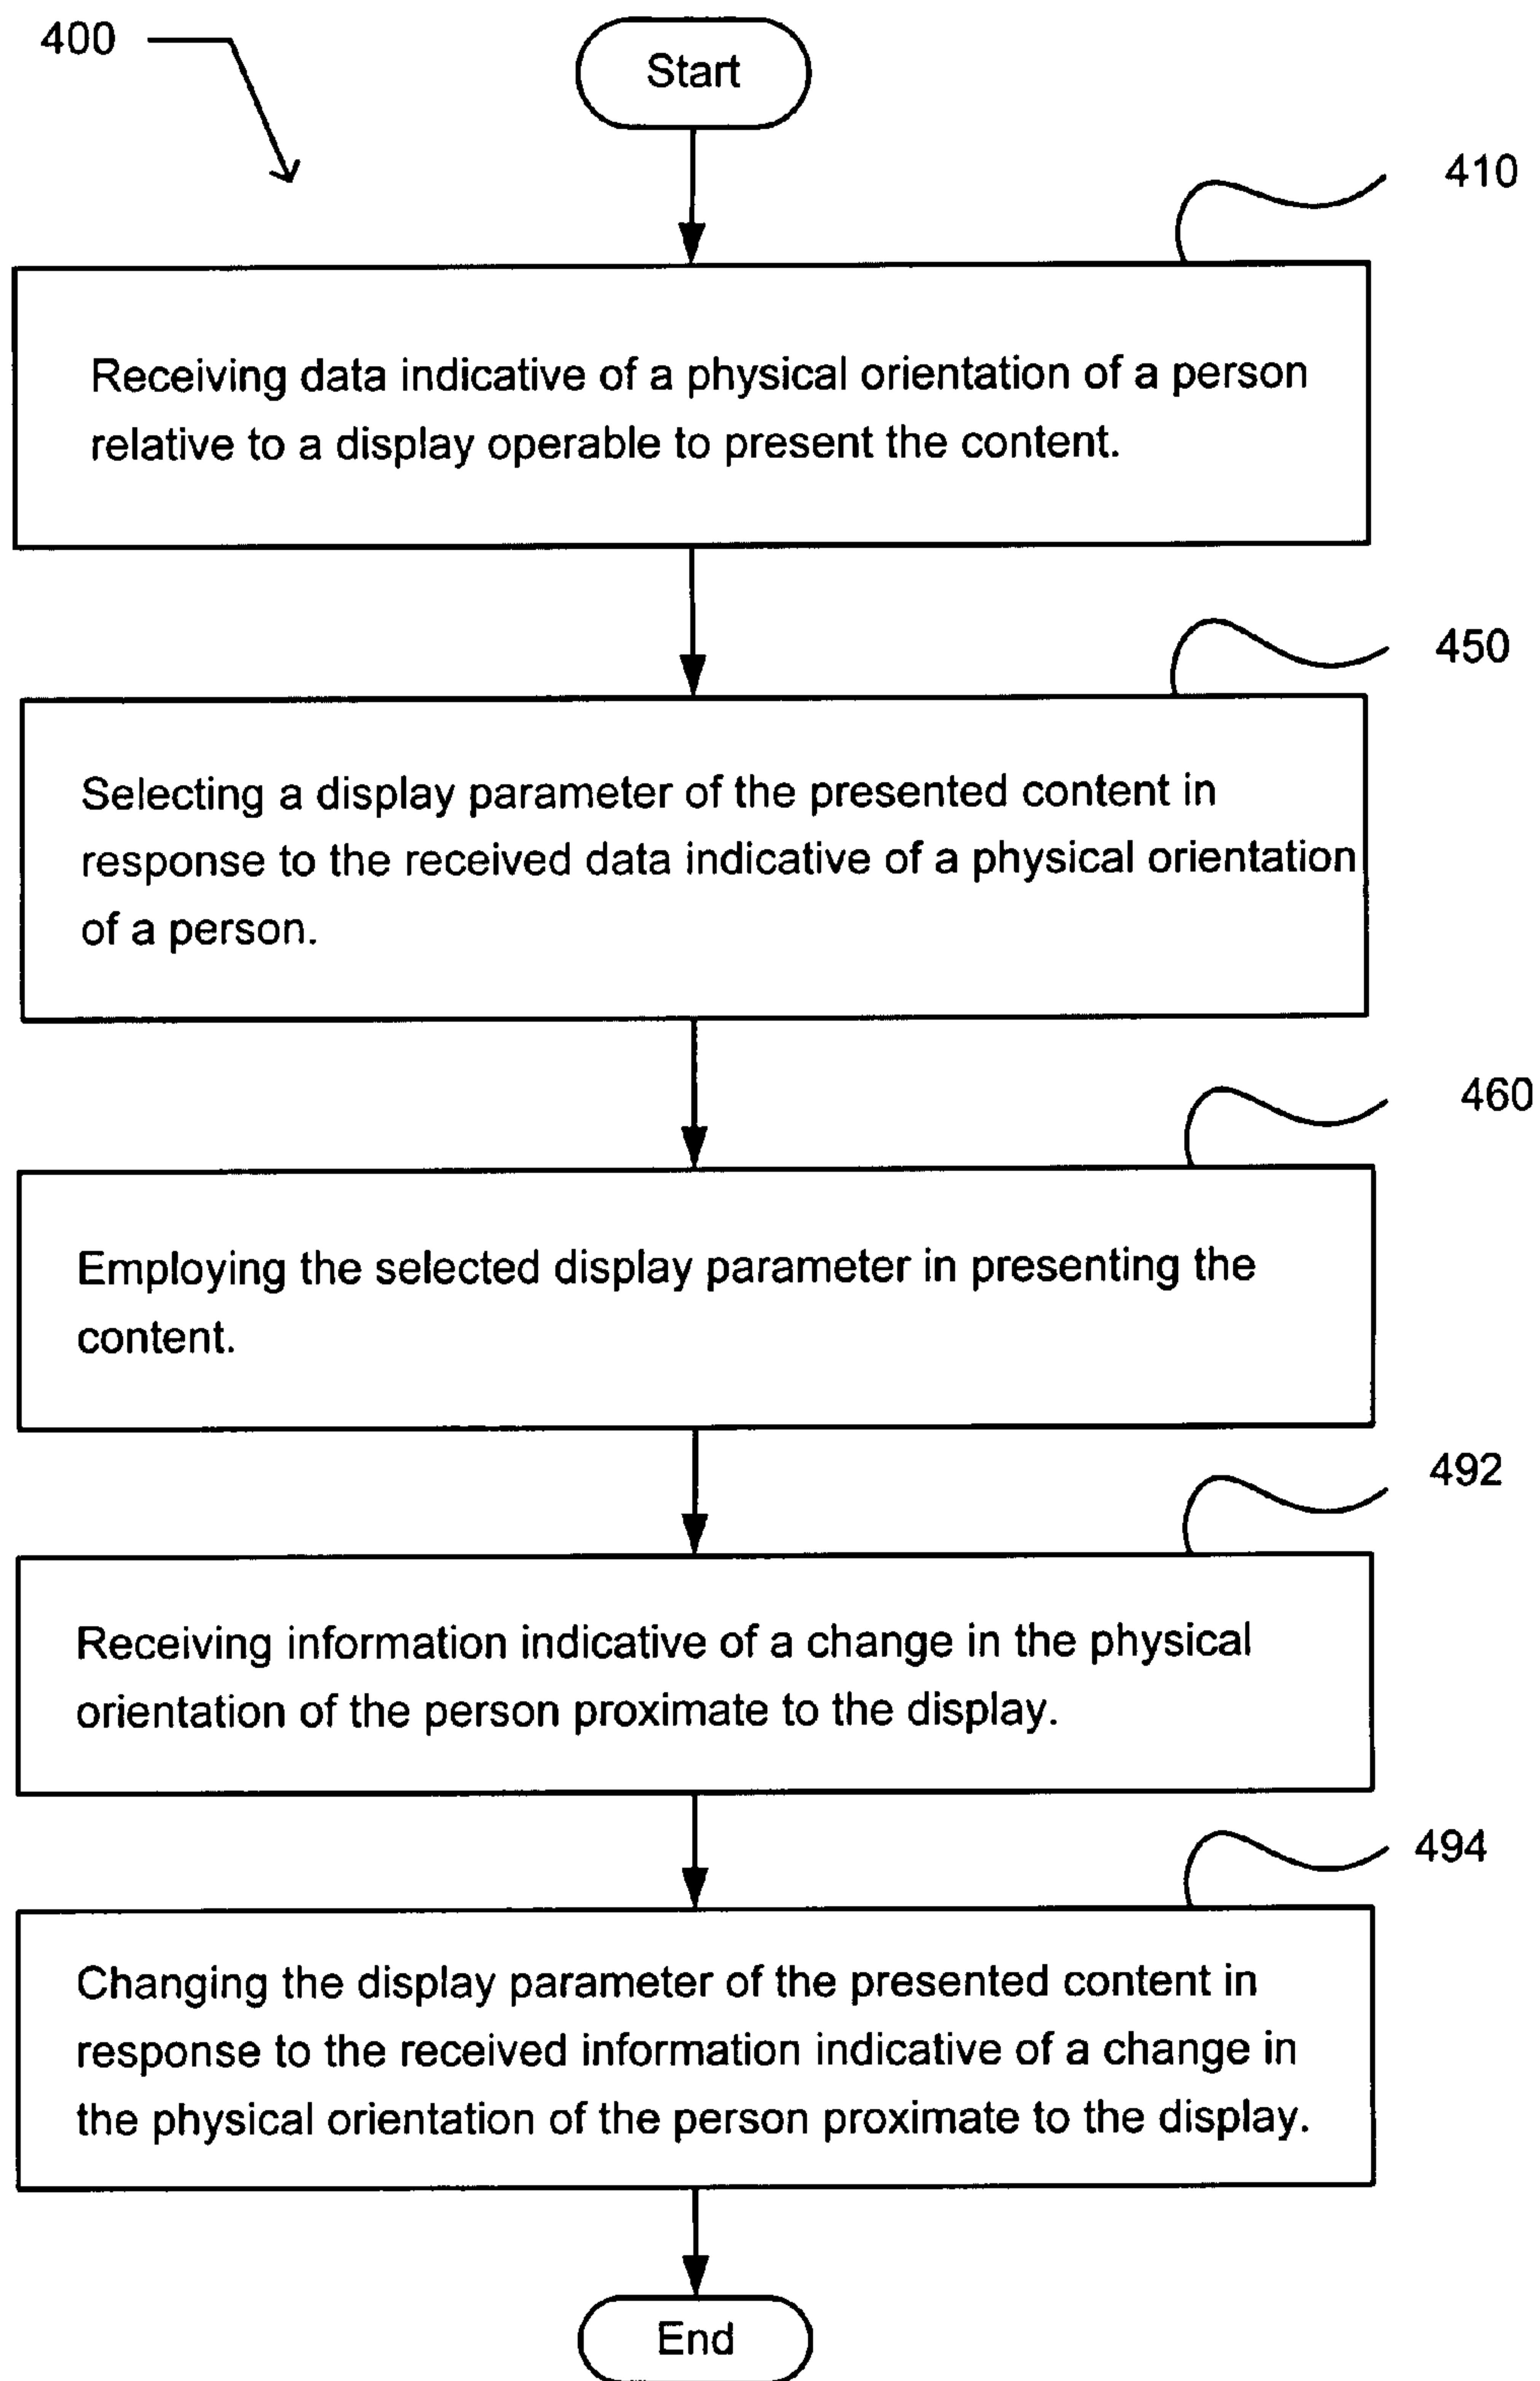 400
Start
410
Receiving data indicative of a physical orientation of a person
relative to a display operable to present the content.
450
Selecting a display parameter of the presented content in
response to the received data indicative of a physical orientation
of a person.
460
Employing the selected display parameter in presenting the
content.
492
Receiving information indicative of a change in the physical
orientation of the person proximate to the display.
494
Changing the display parameter of the presented content in
response to the received information indicative of a change in
the physical orientation of the person proximate to the display.
End